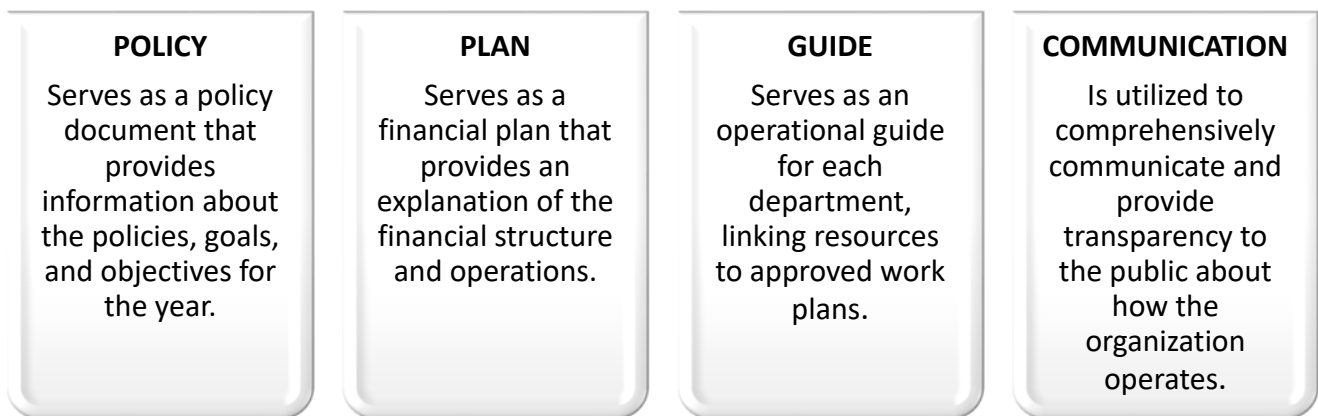 POLICY
Serves as a policy
document that
provides
information about
the policies, goals,
and objectives for
the year.
PLAN
Serves as a
financial plan that
provides an
explanation of the
financial structure
and operations.
GUIDE
Serves as an
operational guide
for each
department,
linking resources
to approved work
plans.
COMMUNICATION
Is utilized to
comprehensively
communicate and
provide
transparency to
the public about
how the
organization
operates.